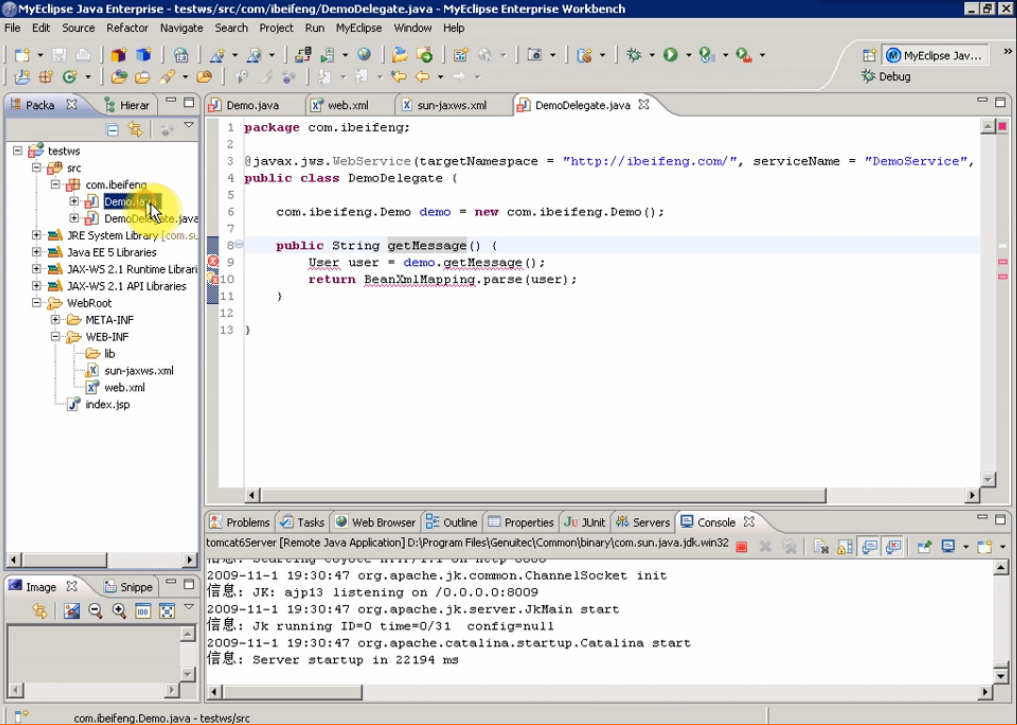 MyEclipse Java Enterprise - testws/src/com/ibeifeng/DemoDelegate.java - MyEclipse Enterprise Workbench
File Edit Source Refactor Navigate Search Project Run MyEclipse Window Help
MyEclipse Jav...
Debug
Packa Hierar
Demo.java web.xml sun-jaxws.xml DemoDelegate.java
testws
src
com.ibeifeng
Demo.java
DemoDelegate.java
JRE System Library [com.su
Java EE 5 Libraries
JAX-WS 2.1 Runtime Librari
JAX-WS 2.1 API Libraries
WebRoot
META-INF
WEB-INF
lib
sun-jaxws.xml
web.xml
index.jsp
1 package com.ibeifeng;
2
3 @javax.jws.WebService(targetNamespace = "http://ibeifeng.com/", serviceName = "DemoService",
4 public class DemoDelegate {
5
6 com.ibeifeng.Demo demo = new com.ibeifeng.Demo();
7
8 public String getMessage() {
9 User user = demo.getMessage();
10 return BeanXmlMapping.parse(user);
11 }
12
13 }
Problems Tasks Web Browser Outline Properties JUnit Servers Console
tomcat6Server [Remote Java Application] D:\Program Files\Genuitec\Common\binary\com.sun.java.jdk.win32
2009-11-1 19:30:47 org.apache.jk.common.ChannelSocket init
信息: JK: ajp13 listening on /0.0.0.0:8009
2009-11-1 19:30:47 org.apache.jk.server.JkMain start
信息: Jk running ID=0 time=0/31 config=null
2009-11-1 19:30:47 org.apache.catalina.startup.Catalina start
信息: Server startup in 22194 ms
Image Snippe
com.ibeifeng.Demo.java - testws/src